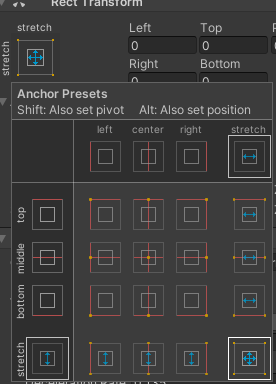 Rect Transform
stretch
Left Top
stretch
0 0
Right Bottom
0 0
Anchor Presets
Shift: Also set pivot Alt: Also set position
left center right stretch
top
middle
bottom
stretch